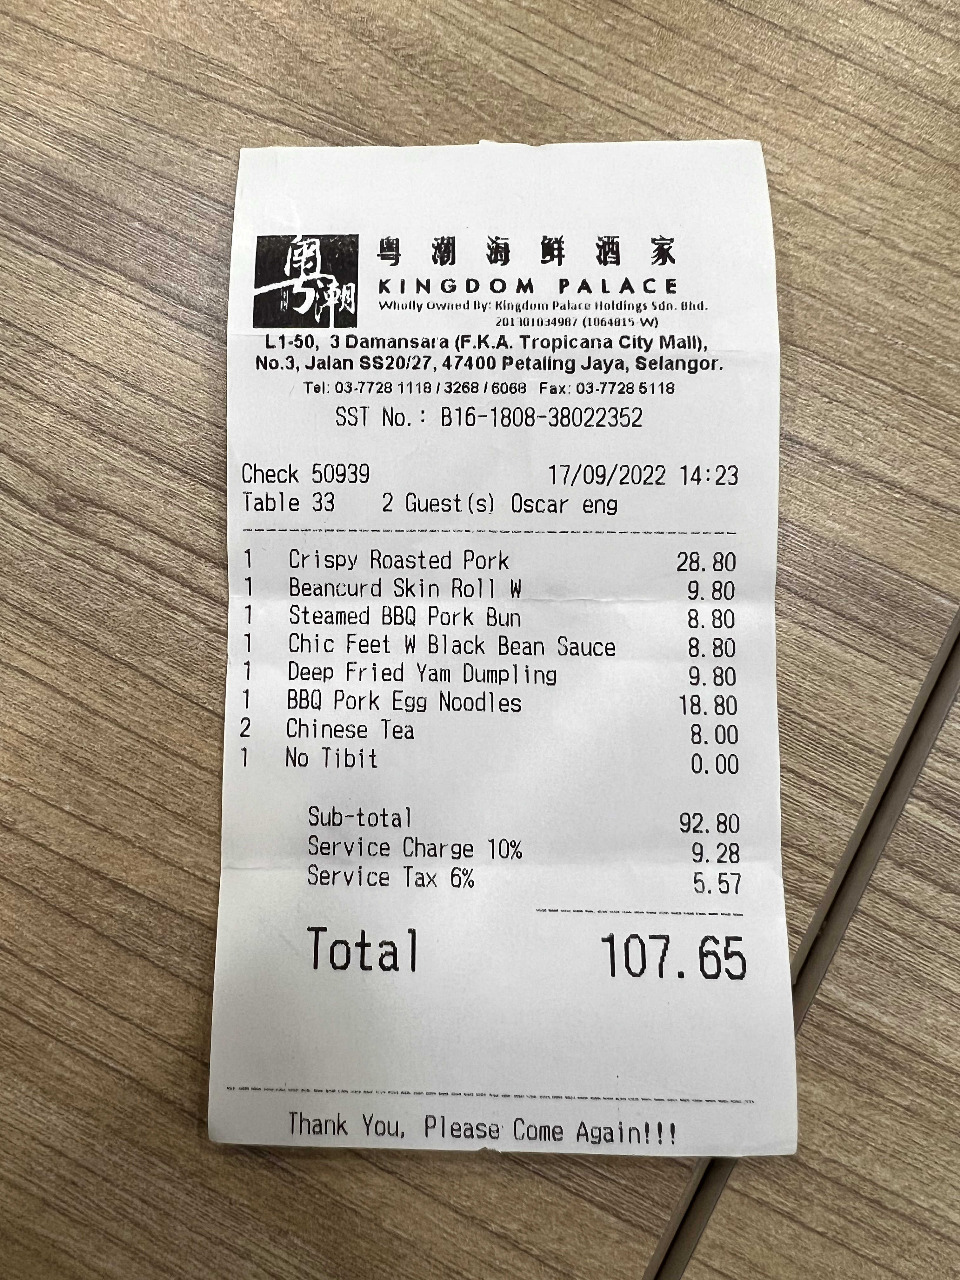 粤潮
粤潮海鲜酒家
KINGDOM PALACE
Wholly Owned By: Kingdom Palace Holdings Sdn. Bhd.
201301034987 (1064815-W)
L1-50, 3 Damansara (F.K.A. Tropicana City Mall),
No.3, Jalan SS20/27, 47400 Petaling Jaya, Selangor.
Tel: 03-7728 1118 / 3268 / 6068 Fax: 03-7728 5118
SST No.: B16-1808-38022352
Check 50939 17/09/2022 14:23
Table 33 2 Guest(s) Oscar eng
1 Crispy Roasted Pork 28.80
1 Beancurd Skin Roll W 9.80
1 Steamed BBQ Pork Bun 8.80
1 Chic Feet W Black Bean Sauce 8.80
1 Deep Fried Yam Dumpling 9.80
1 BBQ Pork Egg Noodles 18.80
2 Chinese Tea 8.00
1 No Tibit 0.00
Sub-total 92.80
Service Charge 10% 9.28
Service Tax 6% 5.57
Total 107.65
Thank You, Please Come Again!!!